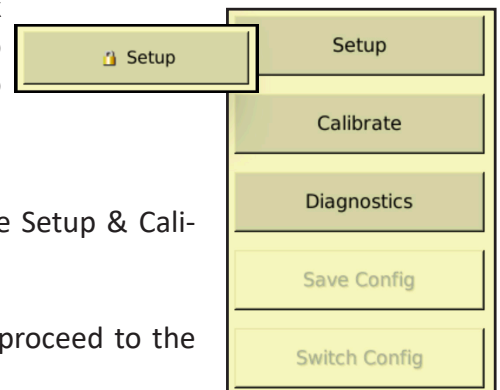 Setup
Setup
Calibrate
Diagnostics
e Setup & Cali-
Save Config
proceed to the
Switch Config